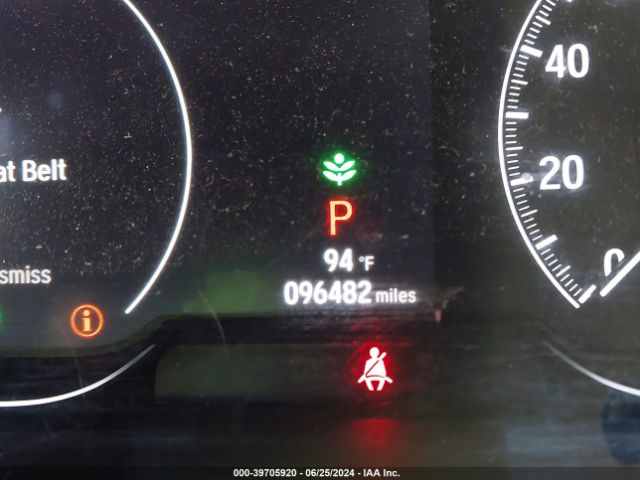 40
at Belt
20
P
94 °F
smiss
0
096482 miles
i
000-39705920 - 06/25/2024 - IAA Inc.